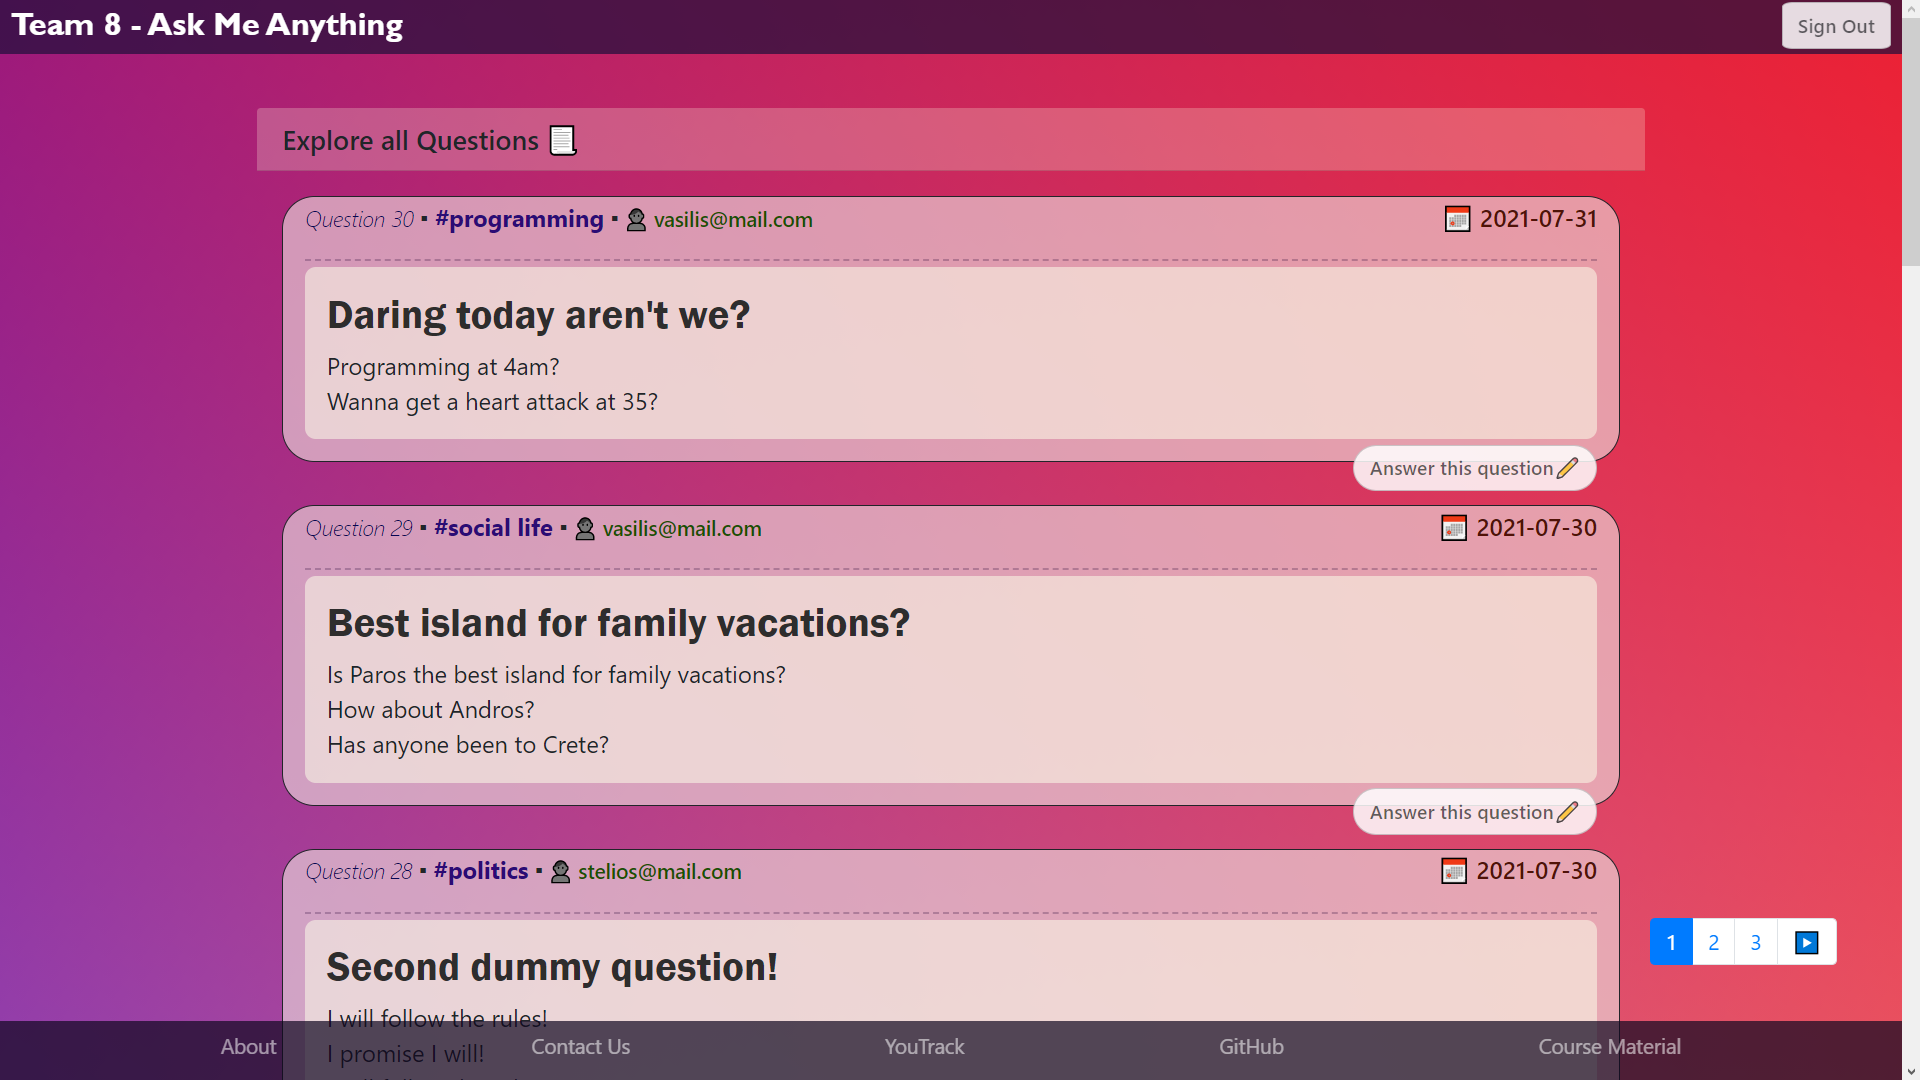 Team 8 - Ask Me Anything
Sign Out
Explore all Questions
Question 30 ▪ #programming ▪ vasilis@mail.com
2021-07-31
Daring today aren't we?
Programming at 4am?
Wanna get a heart attack at 35?
Answer this question
Question 29 ▪ #social life ▪ vasilis@mail.com
2021-07-30
Best island for family vacations?
Is Paros the best island for family vacations?
How about Andros?
Has anyone been to Crete?
Answer this question
Question 28 ▪ #politics ▪ stelios@mail.com
2021-07-30
Second dummy question!
I will follow the rules!
I promise I will!
1 2 3
About
Contact Us
YouTrack
GitHub
Course Material